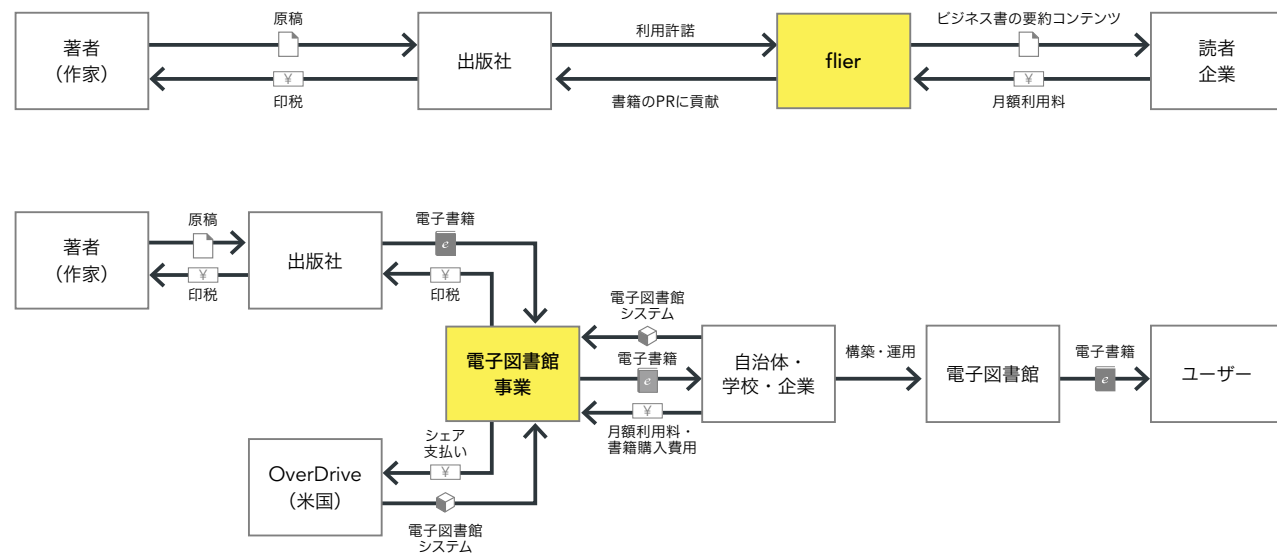 著者
（作家）
原稿
¥
印税
出版社
利用許諾
書籍のPRに貢献
flier
ビジネス書の要約コンテンツ
¥
月額利用料
読者
企業
著者
（作家）
原稿
¥
印税
出版社
電子書籍
e
¥
印税
電子図書館
事業
電子図書館
システム
電子書籍
e
¥
月額利用料・
書籍購入費用
自治体・
学校・企業
構築・運用
電子図書館
電子書籍
e
ユーザー
シェア
支払い
¥
OverDrive
（米国）
電子図書館
システム